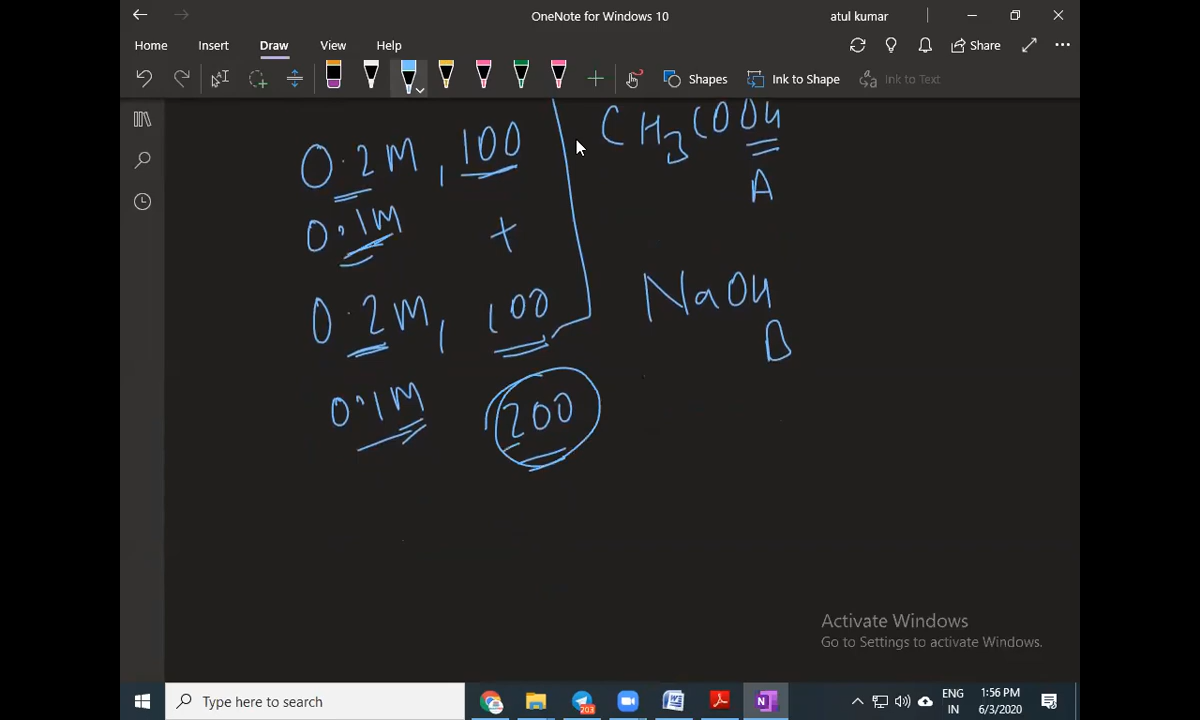 OneNote for Windows 10
atul kumar
Home Insert Draw View Help
Share
Shapes
Ink to Shape
Ink to Text
0.2M, 100
CH3COOH
A
0.1M +
NaOH
0.2M, 100
B
0.1M 200
Activate Windows
Go to Settings to activate Windows.
Type here to search
203
ENG
IN
1:56 PM
6/3/2020